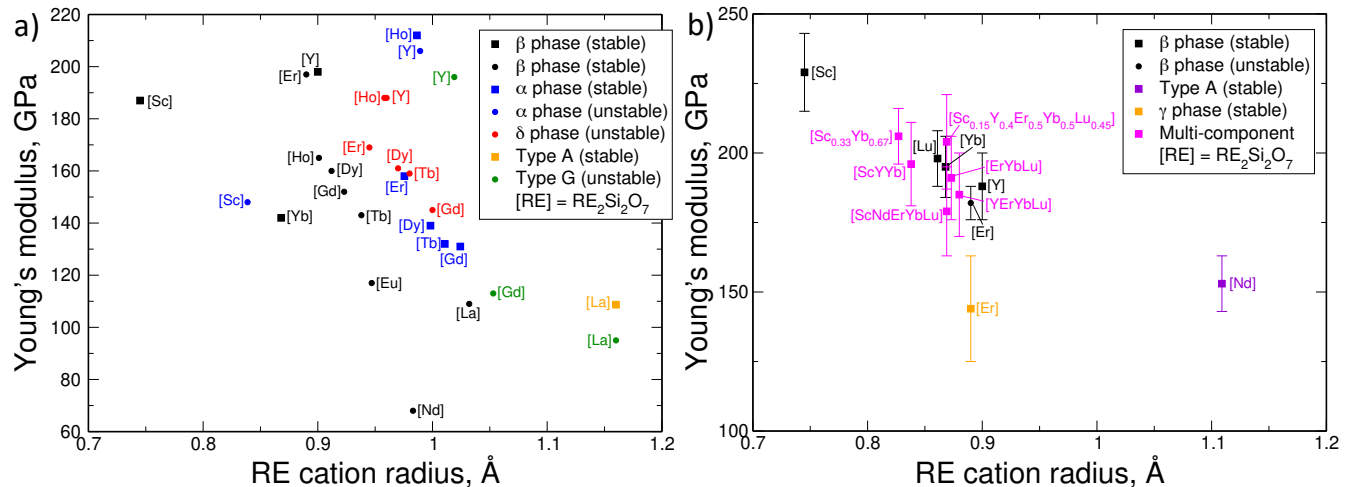 a)
Young's modulus, GPa
220
200
180
160
140
120
100
80
60
0.7
0.8
0.9
1
1.1
1.2
RE cation radius, Å
β phase (stable)
β phase (stable)
α phase (stable)
α phase (unstable)
δ phase (unstable)
Type A (stable)
Type G (unstable)
[RE] = RE₂Si₂O₇
[Ho]
[Y]
[Y]
[Er]
[Y]
[Sc]
[Ho]
[Y]
[Er]
[Ho]
[Dy]
[Dy]
[Tb]
[Er]
[Gd]
[Sc]
[Yb]
[Tb]
[Gd]
[Dy]
[Tb]
[Gd]
[Eu]
[Gd]
[La]
[La]
[La]
[Nd]
b)
Young's modulus, GPa
250
200
150
100
0.7
0.8
0.9
1
1.1
1.2
RE cation radius, Å
β phase (stable)
β phase (unstable)
Type A (stable)
γ phase (stable)
Multi-component
[RE] = RE₂Si₂O₇
[Sc]
[Sc₀.₁₅Y₀.₄Er₀.₅Yb₀.₅Lu₀.₄₅]
[Sc₀.₃₃Yb₀.₆₇]
[Lu]
[Yb]
[ScYYb]
[ErYbLu]
[Y]
[ScNdErYbLu]
[YErYbLu]
[Er]
[Nd]
[Er]